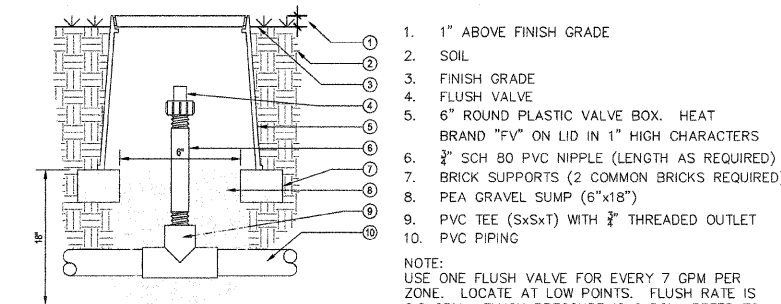 1
2
3
4
5
6
7
8
9
10
6"
18"
1. 1" ABOVE FINISH GRADE
2. SOIL
3. FINISH GRADE
4. FLUSH VALVE
5. 6" ROUND PLASTIC VALVE BOX. HEAT
BRAND "FV" ON LID IN 1" HIGH CHARACTERS
6. ¾" SCH 80 PVC NIPPLE (LENGTH AS REQUIRED)
7. BRICK SUPPORTS (2 COMMON BRICKS REQUIRED)
8. PEA GRAVEL SUMP (6"x18")
9. PVC TEE (SxSxT) WITH ¾" THREADED OUTLET
10. PVC PIPING
NOTE:
USE ONE FLUSH VALVE FOR EVERY 7 GPM PER
ZONE. LOCATE AT LOW POINTS. FLUSH RATE IS